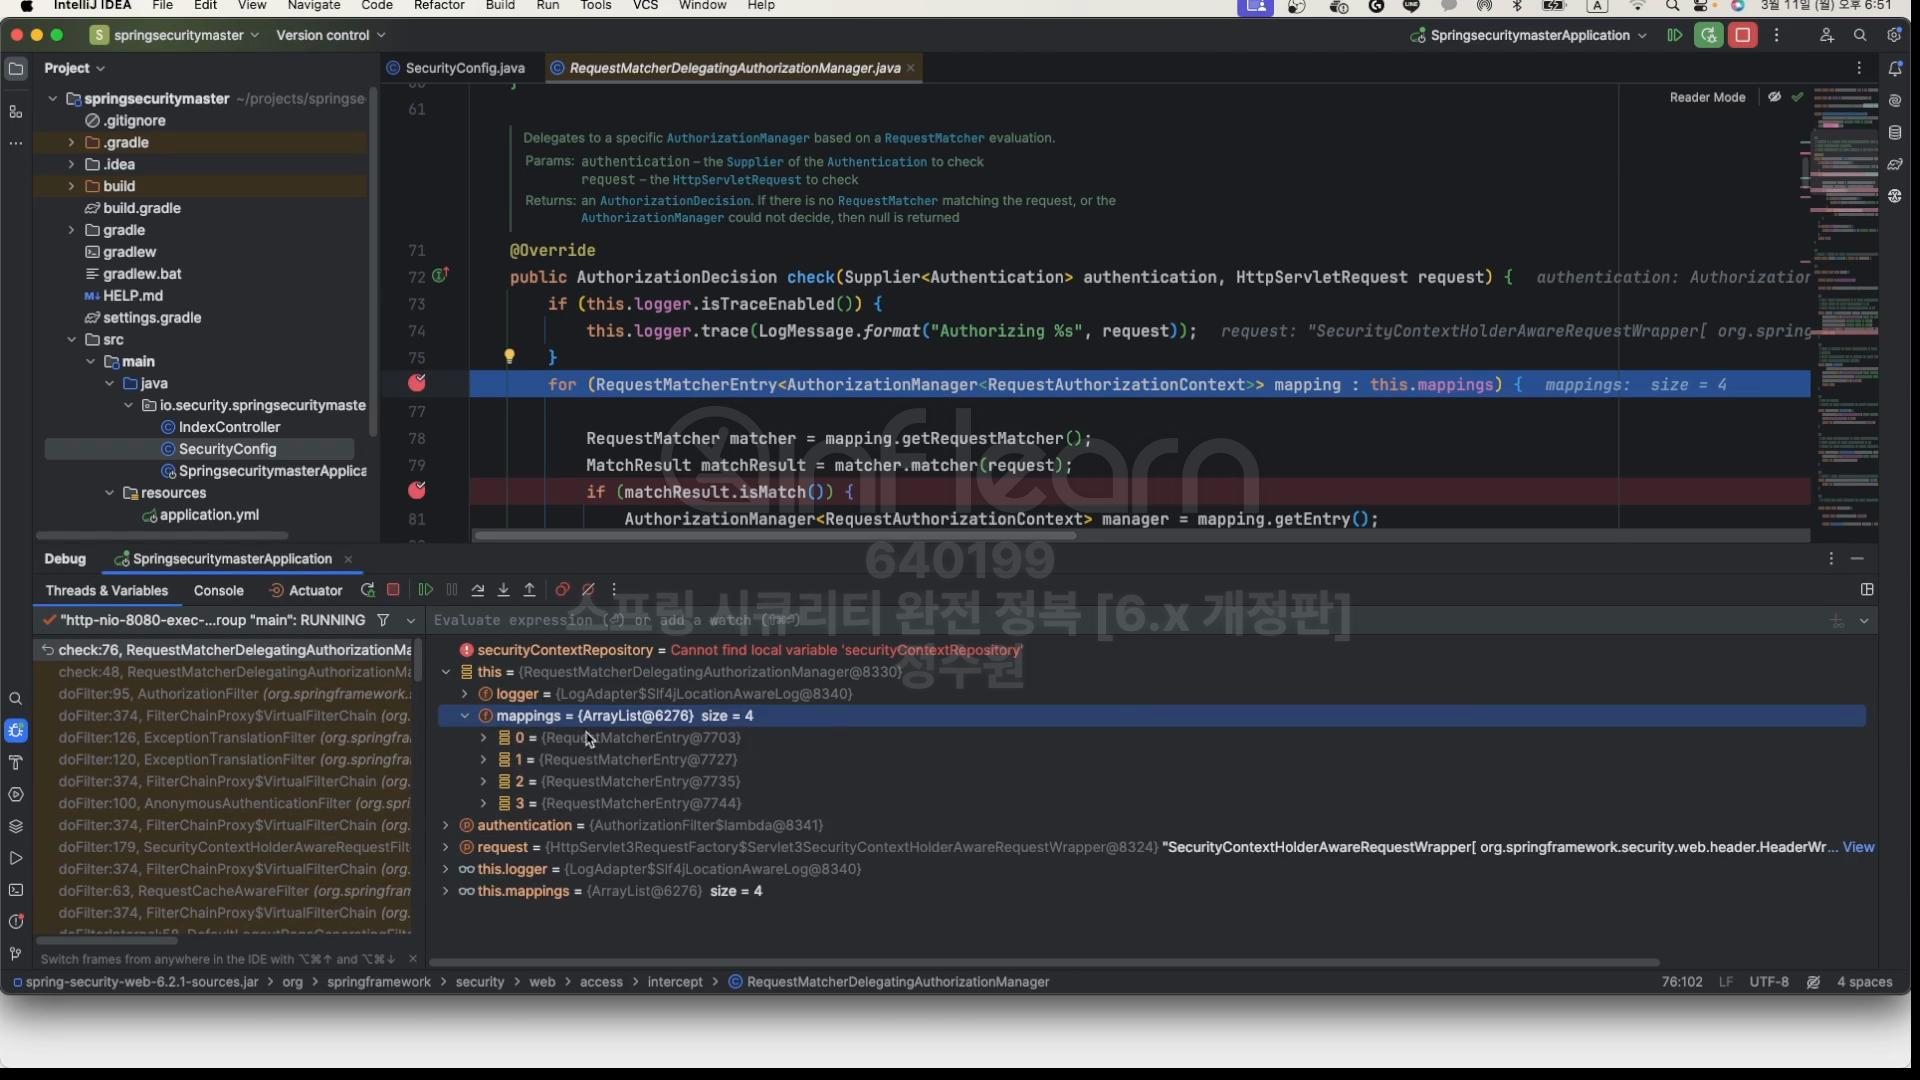 IntelliJ IDEA File Edit View Navigate Code Refactor Build Run Tools VCS Window Help A 3월 11일 (월) 오후 6:51
S springsecuritymaster Version control SpringsecuritymasterApplication
Project SecurityConfig.java RequestMatcherDelegatingAuthorizationManager.java
springsecuritymaster ~/projects/springse
.gitignore
.gradle
.idea
build
build.gradle
gradle
gradlew
gradlew.bat
HELP.md
settings.gradle
src
main
java
io.security.springsecuritymaste
IndexController
SecurityConfig
SpringsecuritymasterApplica
resources
application.yml
Reader Mode
61
Delegates to a specific AuthorizationManager based on a RequestMatcher evaluation.
Params: authentication – the Supplier of the Authentication to check
request – the HttpServletRequest to check
Returns: an AuthorizationDecision. If there is no RequestMatcher matching the request, or the
AuthorizationManager could not decide, then null is returned
71 @Override
72 public AuthorizationDecision check(Supplier<Authentication> authentication, HttpServletRequest request) { authentication: Authorization
73 if (this.logger.isTraceEnabled()) {
74 this.logger.trace(LogMessage.format("Authorizing %s", request)); request: "SecurityContextHolderAwareRequestWrapper[ org.spring
75 }
for (RequestMatcherEntry<AuthorizationManager<RequestAuthorizationContext>> mapping : this.mappings) { mappings: size = 4
77
78 RequestMatcher matcher = mapping.getRequestMatcher();
79 MatchResult matchResult = matcher.matcher(request);
if (matchResult.isMatch()) {
81 AuthorizationManager<RequestAuthorizationContext> manager = mapping.getEntry();
inflearn
640199
스프링 시큐리티 완전 정복 [6.x 개정판]
정수원
Debug SpringsecuritymasterApplication
Threads & Variables Console Actuator
"http-nio-8080-exec-...roup "main": RUNNING
Evaluate expression (⏎) or add a watch (⇧⌘⏎)
check:76, RequestMatcherDelegatingAuthorizationMa
check:48, RequestMatcherDelegatingAuthorizationMa
doFilter:95, AuthorizationFilter (org.springframework.
doFilter:374, FilterChainProxy$VirtualFilterChain (org.
doFilter:126, ExceptionTranslationFilter (org.springfra
doFilter:120, ExceptionTranslationFilter (org.springfra
doFilter:374, FilterChainProxy$VirtualFilterChain (org.
doFilter:100, AnonymousAuthenticationFilter (org.spri
doFilter:374, FilterChainProxy$VirtualFilterChain (org.
doFilter:179, SecurityContextHolderAwareRequestFilt
doFilter:374, FilterChainProxy$VirtualFilterChain (org.
doFilter:63, RequestCacheAwareFilter (org.springfram
doFilter:374, FilterChainProxy$VirtualFilterChain (org.
Switch frames from anywhere in the IDE with ⌥⌘↑ and ⌥⌘↓
securityContextRepository = Cannot find local variable 'securityContextRepository'
this = {RequestMatcherDelegatingAuthorizationManager@8330}
logger = {LogAdapter$Slf4jLocationAwareLog@8340}
mappings = {ArrayList@6276} size = 4
0 = {RequestMatcherEntry@7703}
1 = {RequestMatcherEntry@7727}
2 = {RequestMatcherEntry@7735}
3 = {RequestMatcherEntry@7744}
authentication = {AuthorizationFilter$lambda@8341}
request = {HttpServlet3RequestFactory$Servlet3SecurityContextHolderAwareRequestWrapper@8324} "SecurityContextHolderAwareRequestWrapper[ org.springframework.security.web.header.HeaderWr... View
this.logger = {LogAdapter$Slf4jLocationAwareLog@8340}
this.mappings = {ArrayList@6276} size = 4
spring-security-web-6.2.1-sources.jar > org > springframework > security > web > access > intercept > RequestMatcherDelegatingAuthorizationManager 76:102 LF UTF-8 4 spaces